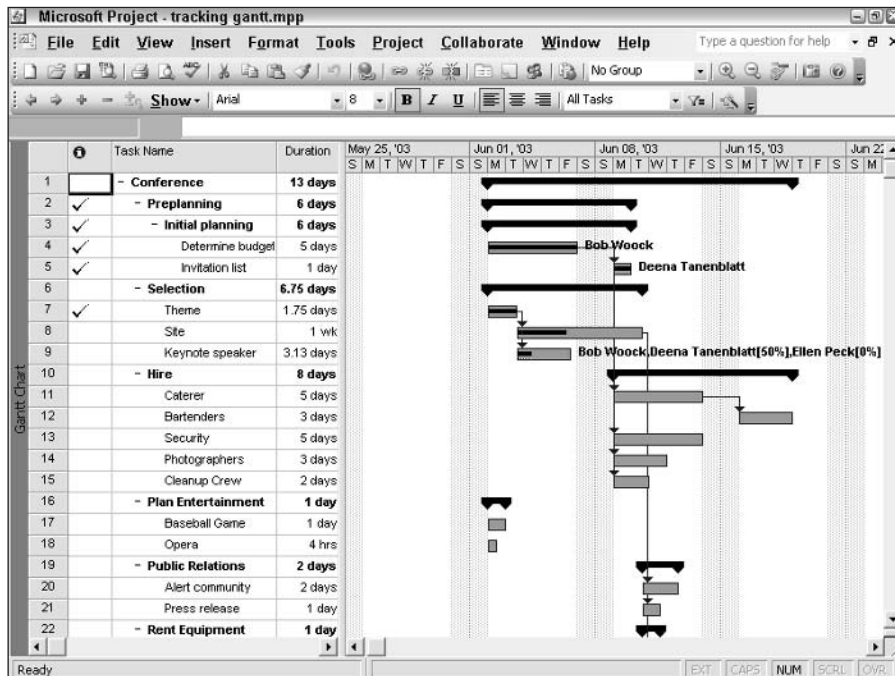 Microsoft Project - tracking gantt.mpp
File Edit View Insert Format Tools Project Collaborate Window Help Type a question for help
No Group
Show Arial 8 B I U All Tasks
Task Name Duration May 25, '03 Jun 01, '03 Jun 08, '03 Jun 15, '03 Jun 22
S M T W T F S S M T W T F S S M T W T F S S M T W T F S S M
1 - Conference 13 days
2 - Preplanning 6 days
3 - Initial planning 6 days
4 Determine budget 5 days Bob Woock
5 Invitation list 1 day Deena Tanenblatt
6 - Selection 6.75 days
7 Theme 1.75 days
8 Site 1 wk
9 Keynote speaker 3.13 days Bob Woock,Deena Tanenblatt[50%],Ellen Peck[0%]
10 - Hire 8 days
11 Caterer 5 days
12 Bartenders 3 days
13 Security 5 days
14 Photographers 3 days
15 Cleanup Crew 2 days
16 - Plan Entertainment 1 day
17 Baseball Game 1 day
18 Opera 4 hrs
19 - Public Relations 2 days
20 Alert community 2 days
21 Press release 1 day
22 - Rent Equipment 1 day
Gantt Chart
Ready EXT CAPS NUM SCRL OVR